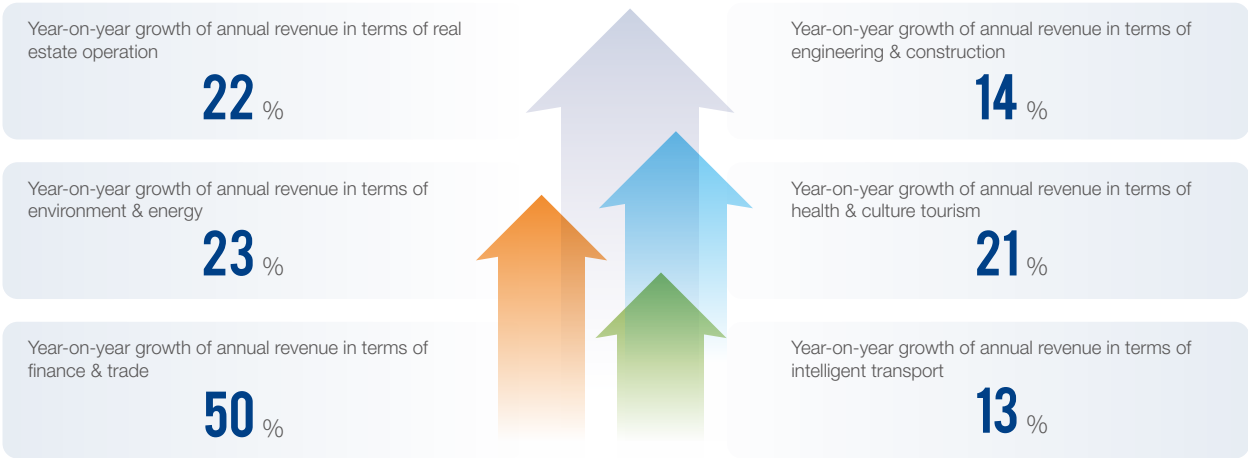 Year-on-year growth of annual revenue in terms of real
estate operation
22 %
Year-on-year growth of annual revenue in terms of
engineering & construction
14 %
Year-on-year growth of annual revenue in terms of
environment & energy
23 %
Year-on-year growth of annual revenue in terms of
health & culture tourism
21 %
Year-on-year growth of annual revenue in terms of
finance & trade
50 %
Year-on-year growth of annual revenue in terms of
intelligent transport
13 %